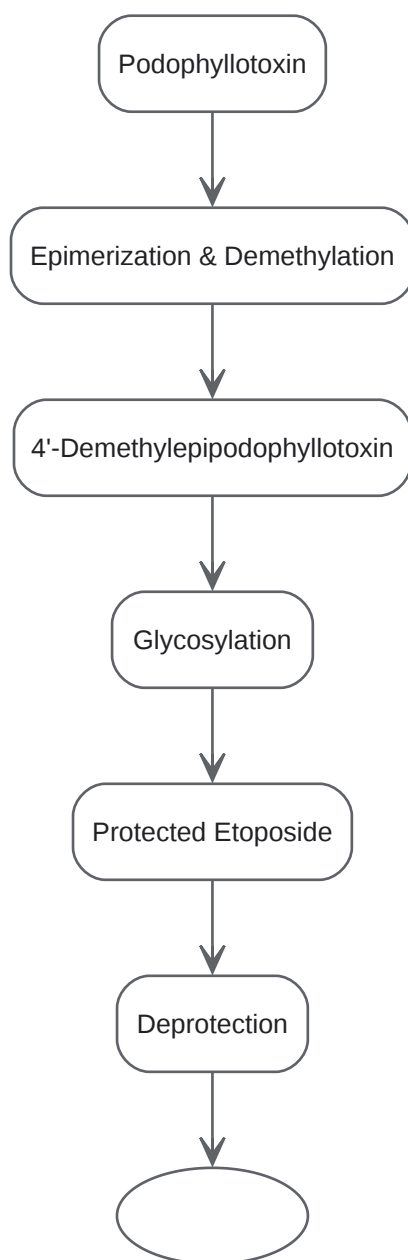 Podophyllotoxin
Epimerization & Demethylation
4'-Demethylepipodophyllotoxin
Glycosylation
Protected Etoposide
Deprotection